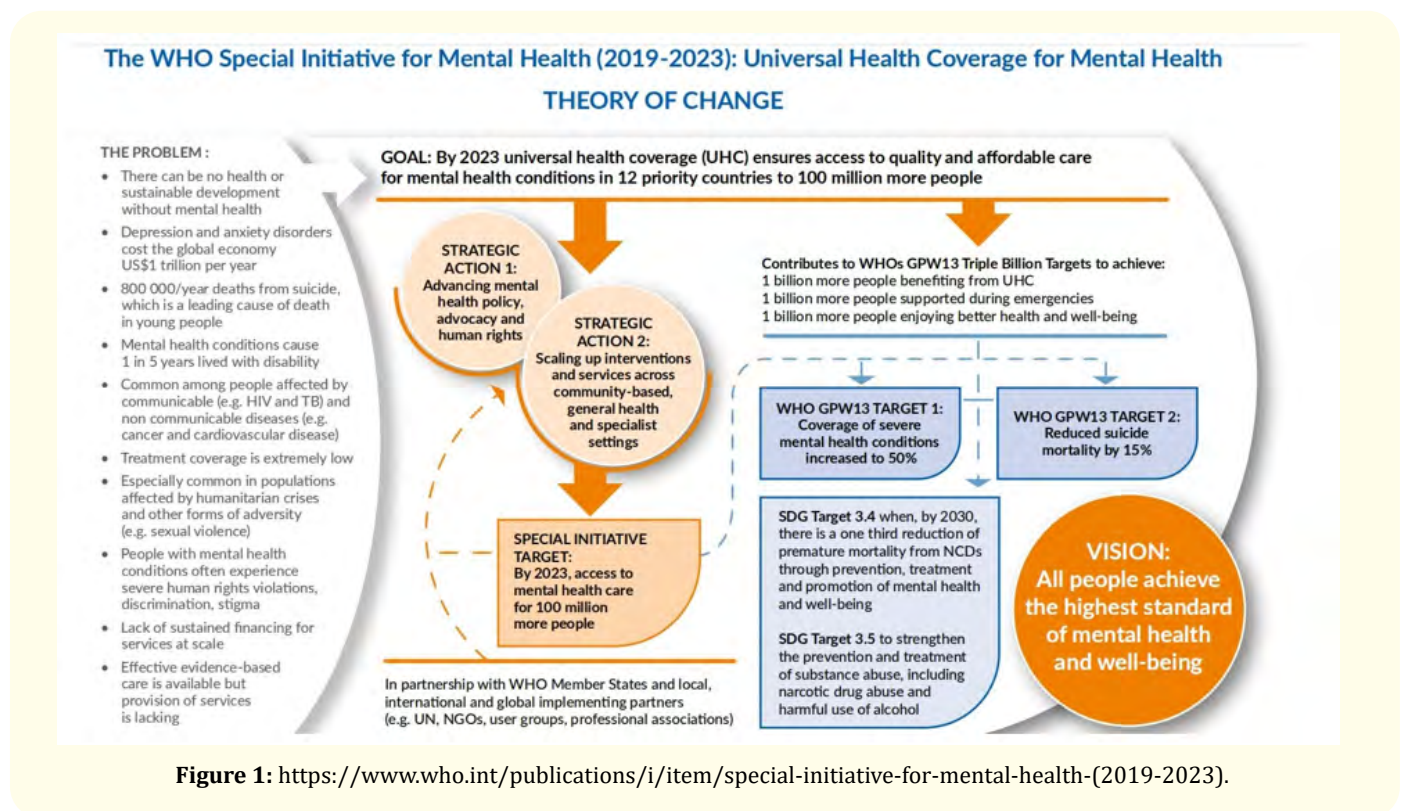 The WHO Special Initiative for Mental Health (2019-2023): Universal Health Coverage for Mental Health
THEORY OF CHANGE
THE PROBLEM :
• There can be no health or
sustainable development
without mental health
• Depression and anxiety disorders
cost the global economy
US$1 trillion per year
• 800 000/year deaths from suicide,
which is a leading cause of death
in young people
• Mental health conditions cause
1 in 5 years lived with disability
• Common among people affected by
communicable (e.g. HIV and TB) and
non communicable diseases (e.g.
cancer and cardiovascular disease)
• Treatment coverage is extremely low
• Especially common in populations
affected by humanitarian crises
and other forms of adversity
(e.g. sexual violence)
• People with mental health
conditions often experience
severe human rights violations,
discrimination, stigma
• Lack of sustained financing for
services at scale
• Effective evidence-based
care is available but
provision of services
is lacking
GOAL: By 2023 universal health coverage (UHC) ensures access to quality and affordable care
for mental health conditions in 12 priority countries to 100 million more people
STRATEGIC
ACTION 1:
Advancing mental
health policy,
advocacy and
human rights
STRATEGIC
ACTION 2:
Scaling up interventions
and services across
community-based,
general health
and specialist
settings
SPECIAL INITIATIVE
TARGET:
By 2023, access to
mental health care
for 100 million
more people
In partnership with WHO Member States and local,
international and global implementing partners
(e.g. UN, NGOs, user groups, professional associations)
Contributes to WHOs GPW13 Triple Billion Targets to achieve:
1 billion more people benefiting from UHC
1 billion more people supported during emergencies
1 billion more people enjoying better health and well-being
WHO GPW13 TARGET 1:
Coverage of severe
mental health conditions
increased to 50%
WHO GPW13 TARGET 2:
Reduced suicide
mortality by 15%
SDG Target 3.4 when, by 2030,
there is a one third reduction of
premature mortality from NCDs
through prevention, treatment
and promotion of mental health
and well-being
SDG Target 3.5 to strengthen
the prevention and treatment
of substance abuse, including
narcotic drug abuse and
harmful use of alcohol
VISION:
All people achieve
the highest standard
of mental health
and well-being
Figure 1: https://www.who.int/publications/i/item/special-initiative-for-mental-health-(2019-2023).